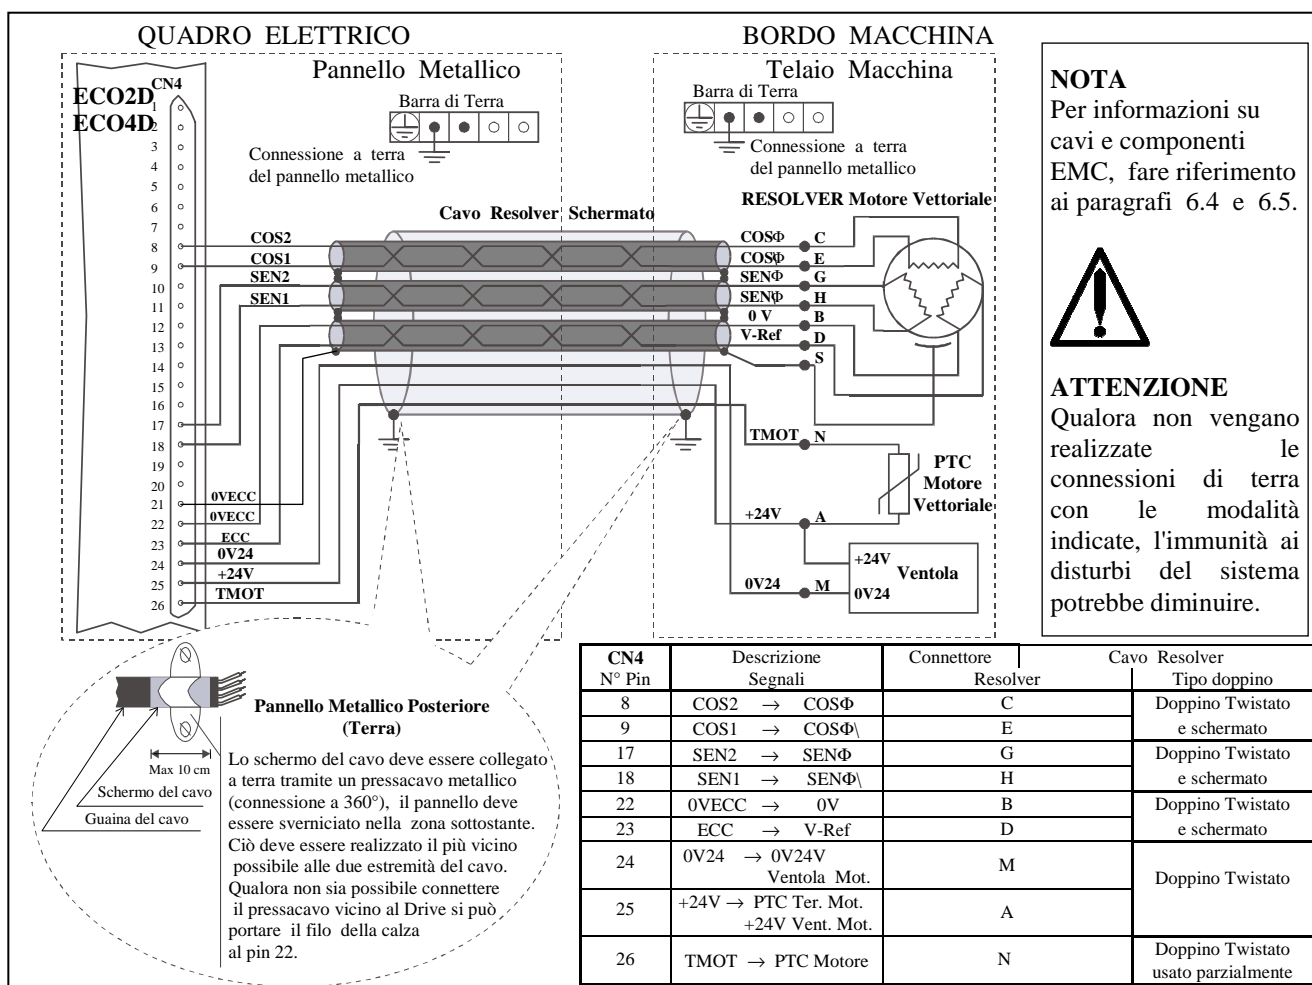 QUADRO ELETTRICO
BORDO MACCHINA
Pannello Metallico
Telaio Macchina
CN4
ECO2D
ECO4D
1
2
3
4
5
6
7
8
9
10
11
12
13
14
15
16
17
18
19
20
21
22
23
24
25
26
Barra di Terra
Connessione a terra
del pannello metallico
Barra di Terra
Connessione a terra
del pannello metallico
Cavo Resolver Schermato
RESOLVER Motore Vettoriale
COS2
COS1
SEN2
SEN1
COSΦ C
COSΦ\ E
SENΦ G
SENΦ\ H
0 V B
V-Ref D
S
TMOT N
PTC
Motore
Vettoriale
+24V A
+24V
Ventola
0V24
0V24 M
0VECC
0VECC
ECC
0V24
+24V
TMOT
NOTA
Per informazioni su
cavi e componenti
EMC, fare riferimento
ai paragrafi 6.4 e 6.5.
ATTENZIONE
Qualora non vengano
realizzate le
connessioni di terra
con le modalità
indicate, l'immunità ai
disturbi del sistema
potrebbe diminuire.
Max 10 cm
Schermo del cavo
Guaina del cavo
Pannello Metallico Posteriore
(Terra)
Lo schermo del cavo deve essere collegato
a terra tramite un pressacavo metallico
(connessione a 360°), il pannello deve
essere sverniciato nella zona sottostante.
Ciò deve essere realizzato il più vicino
possibile alle due estremità del cavo.
Qualora non sia possibile connettere
il pressacavo vicino al Drive si può
portare il filo della calza
al pin 22.
CN4 Descrizione Connettore Cavo Resolver
N° Pin Segnali Resolver Tipo doppino
8 COS2 → COSΦ C Doppino Twistato
9 COS1 → COSΦ\ E e schermato
17 SEN2 → SENΦ G Doppino Twistato
18 SEN1 → SENΦ\ H e schermato
22 0VECC → 0V B Doppino Twistato
23 ECC → V-Ref D e schermato
24 0V24 → 0V24V M
Ventola Mot.
Doppino Twistato
25 +24V → PTC Ter. Mot. A
+24V Vent. Mot.
26 TMOT → PTC Motore N Doppino Twistato
usato parzialmente